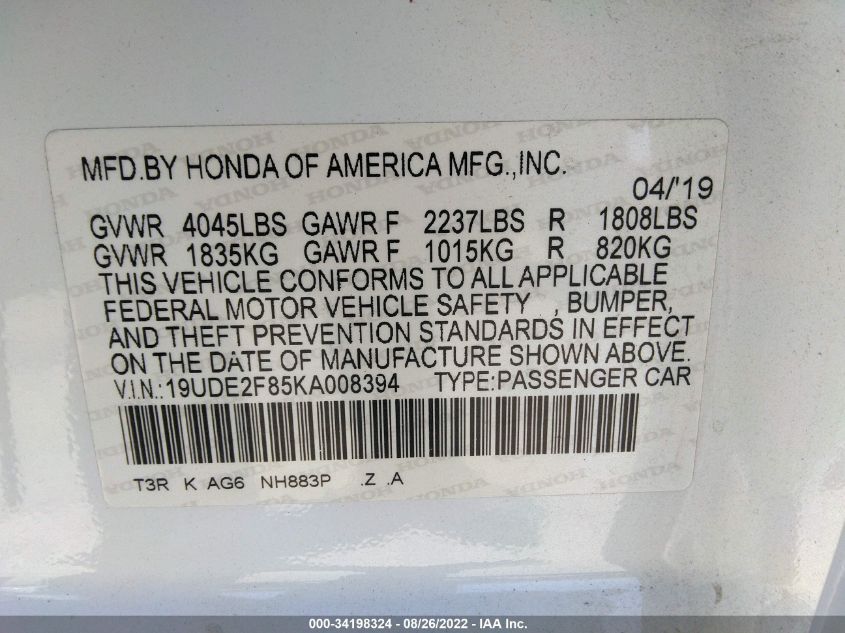 MFD.BY HONDA OF AMERICA MFG.,INC.
04/'19
GVWR 4045LBS GAWR F 2237LBS R 1808LBS
GVWR 1835KG GAWR F 1015KG R 820KG
THIS VEHICLE CONFORMS TO ALL APPLICABLE
FEDERAL MOTOR VEHICLE SAFETY , BUMPER,
AND THEFT PREVENTION STANDARDS IN EFFECT
ON THE DATE OF MANUFACTURE SHOWN ABOVE.
V.I.N.:19UDE2F85KA008394 TYPE:PASSENGER CAR
T3R K AG6 NH883P .Z .A
000-34198324 - 08/26/2022 - IAA Inc.